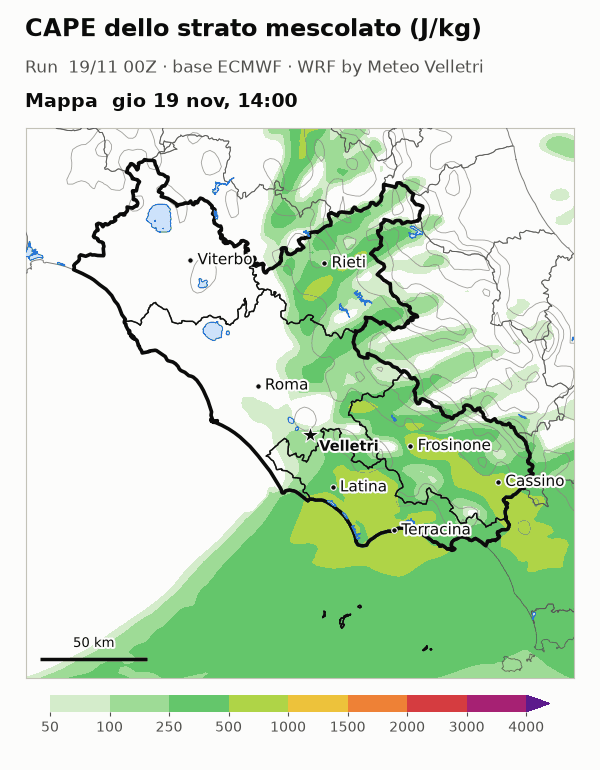 CAPE dello strato mescolato (J/kg)
Run  19/11 00Z · base ECMWF · WRF by Meteo Velletri
Mappa  gio 19 nov, 14:00
Viterbo
Rieti
Roma
Velletri
Frosinone
Latina
Cassino
Terracina
50 km
50 100 250 500 1000 1500 2000 3000 4000